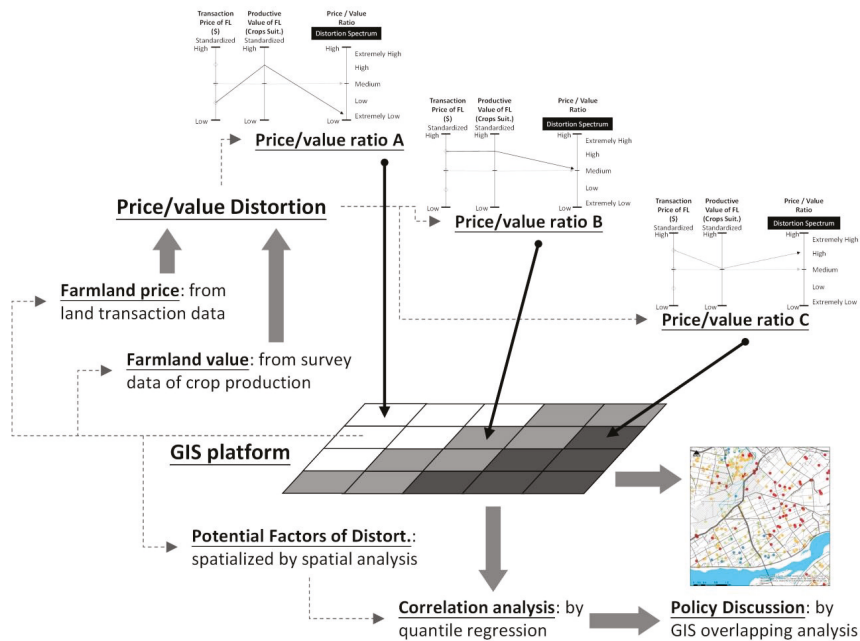 Transaction Price of FL ($)
Standardized
Productive Value of FL (Crops Suit.)
Standardized
Price / Value Ratio
Distortion Spectrum
High
High
High
Extremely High
High
Medium
Low
Extremely Low
Low
Low
Low
Price/value ratio A
Transaction Price of FL ($)
Standardized
Productive Value of FL (Crops Suit.)
Standardized
Price / Value Ratio
Distortion Spectrum
High
High
High
Extremely High
High
Medium
Low
Extremely Low
Low
Low
Low
Price/value ratio B
Transaction Price of FL ($)
Standardized
Productive Value of FL (Crops Suit.)
Standardized
Price / Value Ratio
Distortion Spectrum
High
High
High
Extremely High
High
Medium
Low
Extremely Low
Low
Low
Low
Price/value ratio C
Price/value Distortion
Farmland price: from
land transaction data
Farmland value: from survey
data of crop production
GIS platform
Potential Factors of Distort.:
spatialized by spatial analysis
Correlation analysis: by
quantile regression
Policy Discussion: by
GIS overlapping analysis